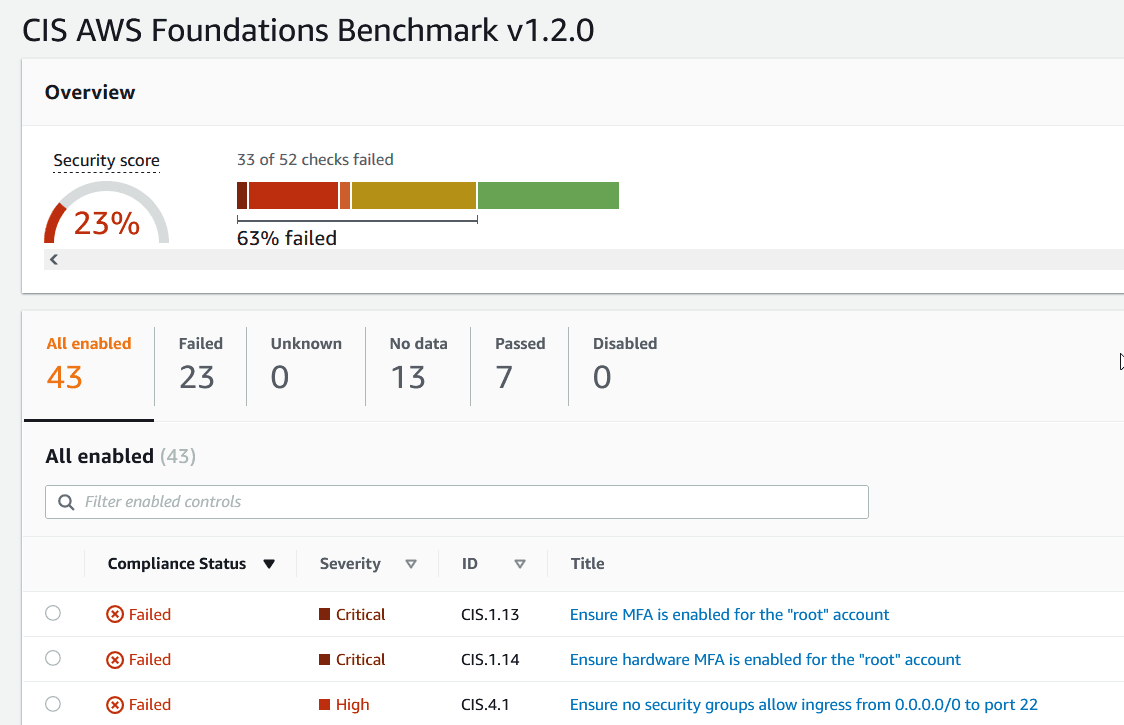 CIS AWS Foundations Benchmark v1.2.0
Overview
Security score
33 of 52 checks failed
23%
63% failed
All enabled Failed Unknown No data Passed Disabled
43 23 0 13 7 0
All enabled (43)
Filter enabled controls
Compliance Status Severity ID Title
Failed Critical CIS.1.13 Ensure MFA is enabled for the "root" account
Failed Critical CIS.1.14 Ensure hardware MFA is enabled for the "root" account
Failed High CIS.4.1 Ensure no security groups allow ingress from 0.0.0.0/0 to port 22